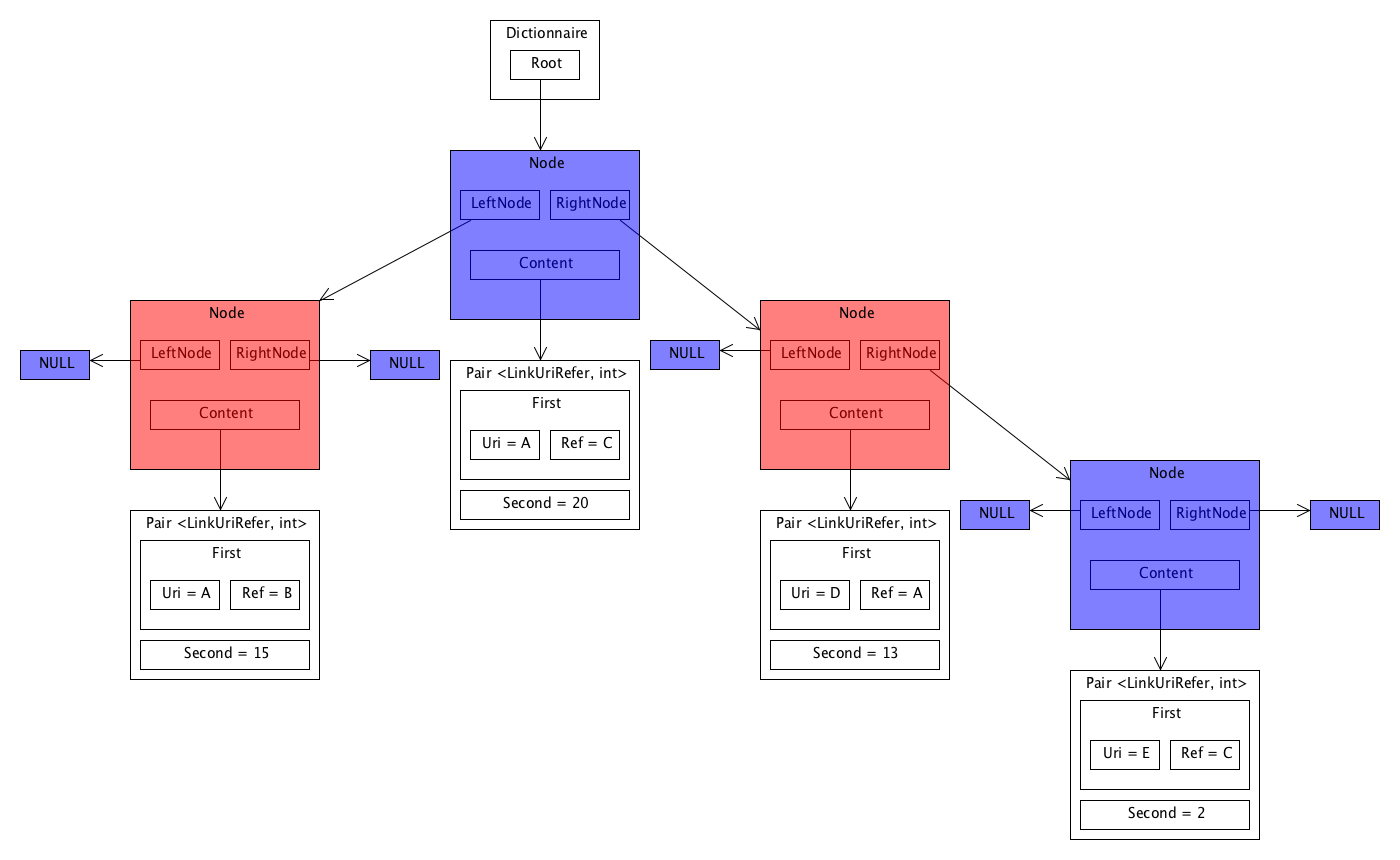 Dictionnaire
Root
Node
LeftNode RightNode
Content
Node
LeftNode RightNode
Content
NULL
NULL
Pair <LinkUriRefer, int>
First
Uri = A Ref = B
Second = 15
Pair <LinkUriRefer, int>
First
Uri = A Ref = C
Second = 20
Node
LeftNode RightNode
Content
NULL
Pair <LinkUriRefer, int>
First
Uri = D Ref = A
Second = 13
Node
LeftNode RightNode
Content
NULL
NULL
Pair <LinkUriRefer, int>
First
Uri = E Ref = C
Second = 2